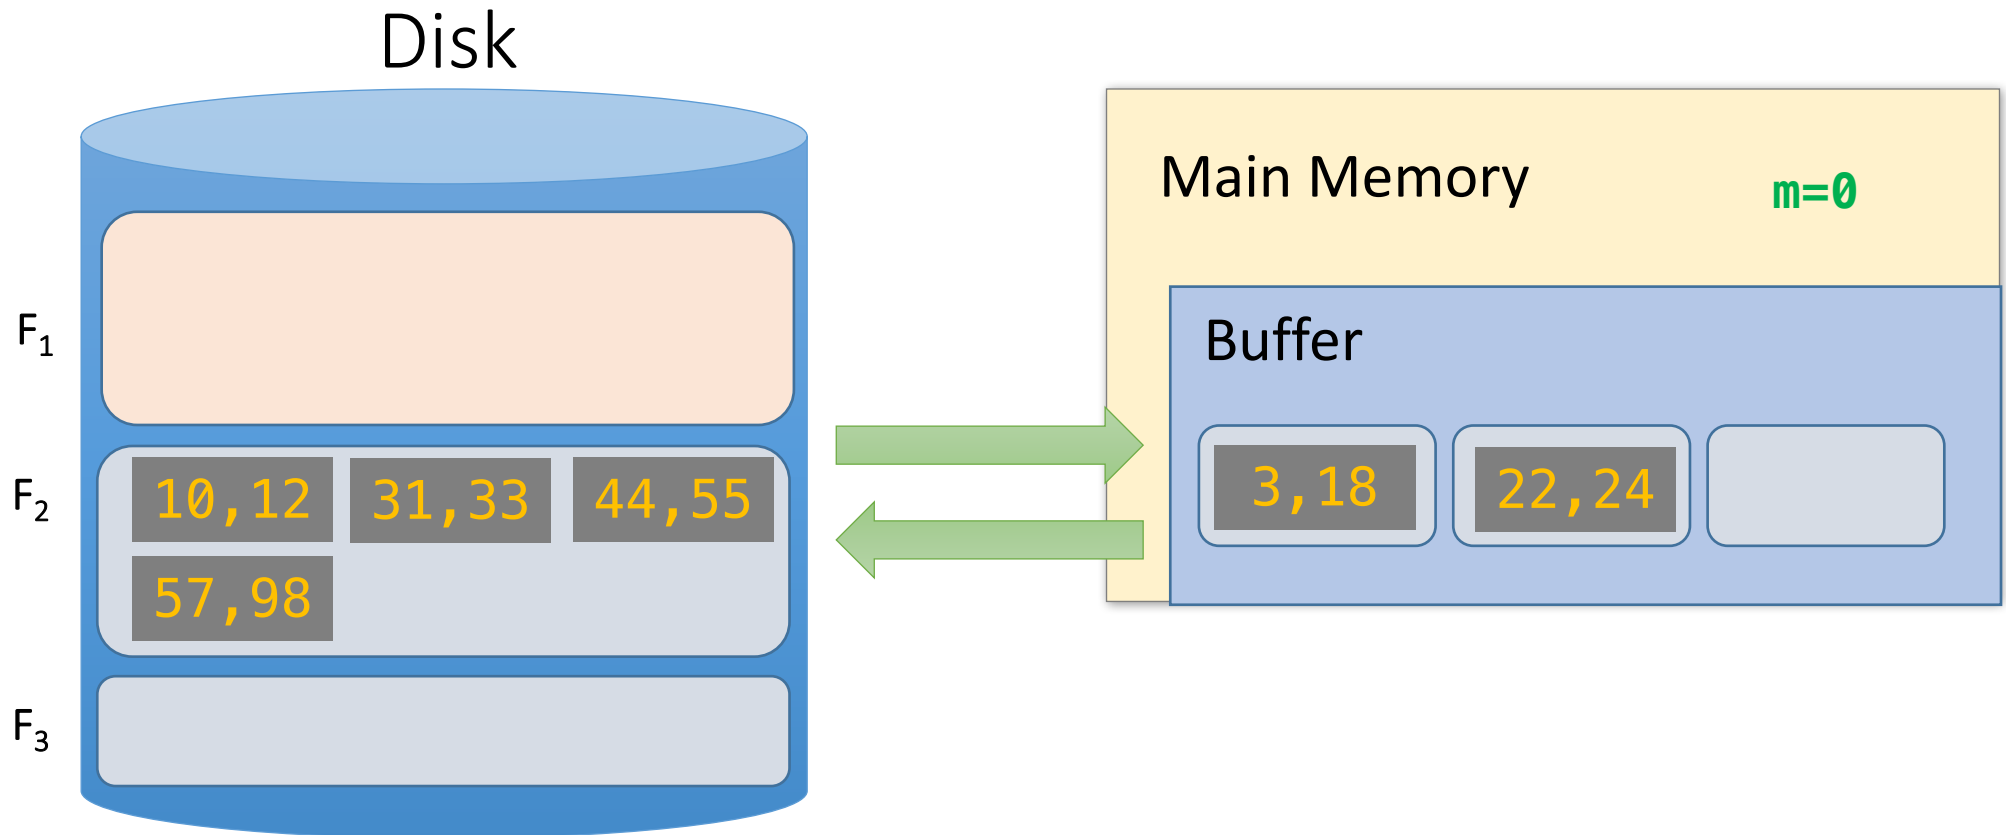 Disk
Main Memory
m=0
Buffer
F₁
F₂
10,12
31,33
44,55
57,98
3,18
22,24
F₃